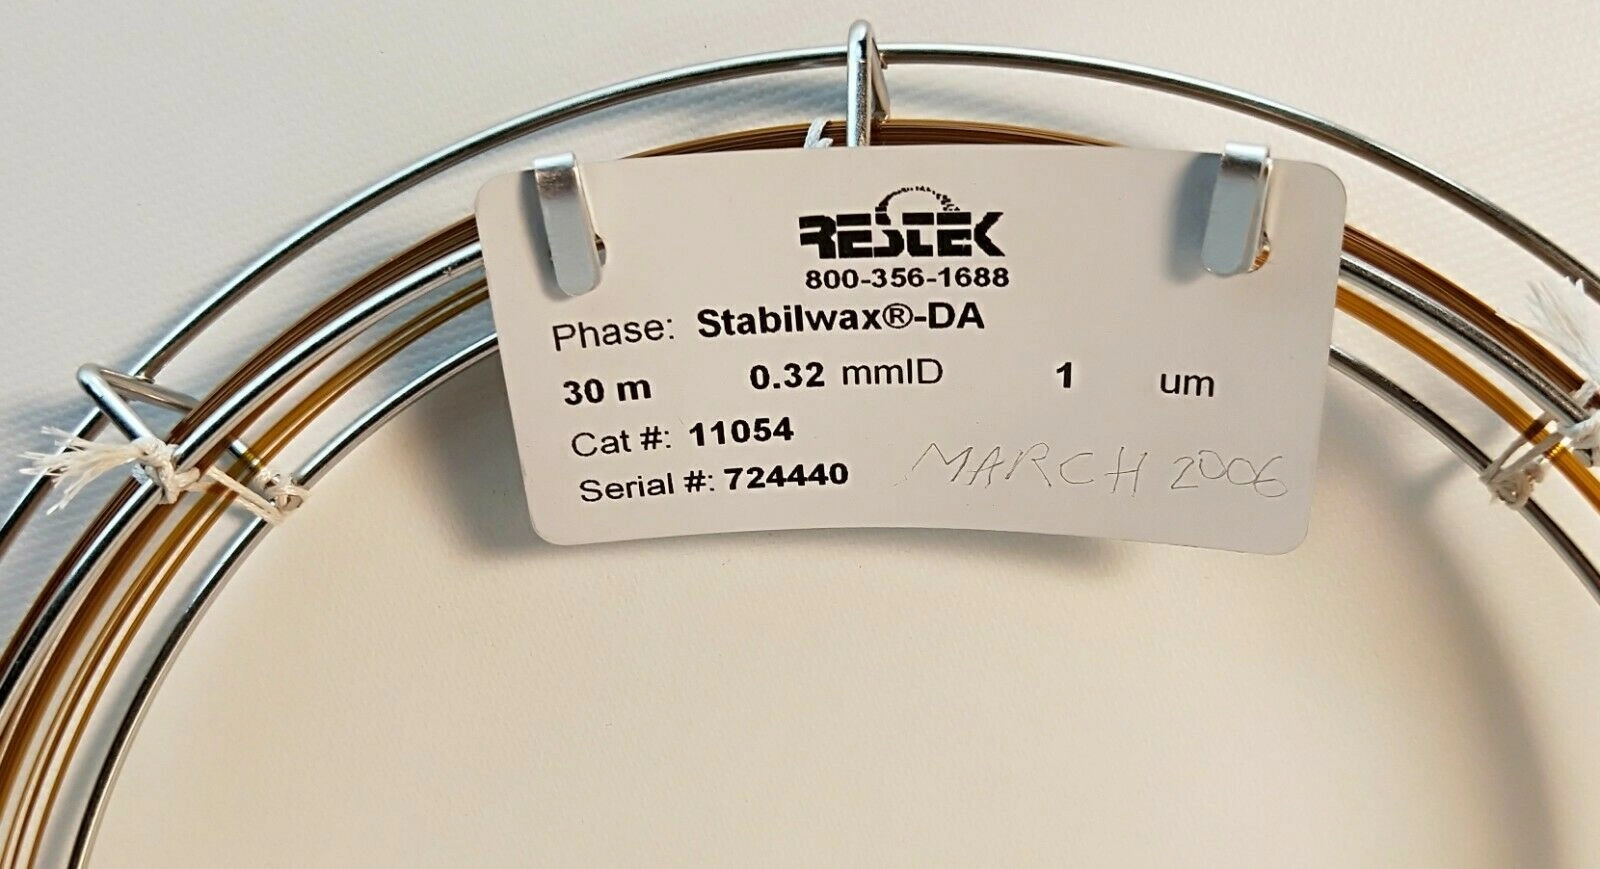 RESTEK
800-356-1688
Phase: Stabilwax®-DA
30 m 0.32 mmID 1 um
Cat #: 11054
Serial #: 724440 MARCH 2006